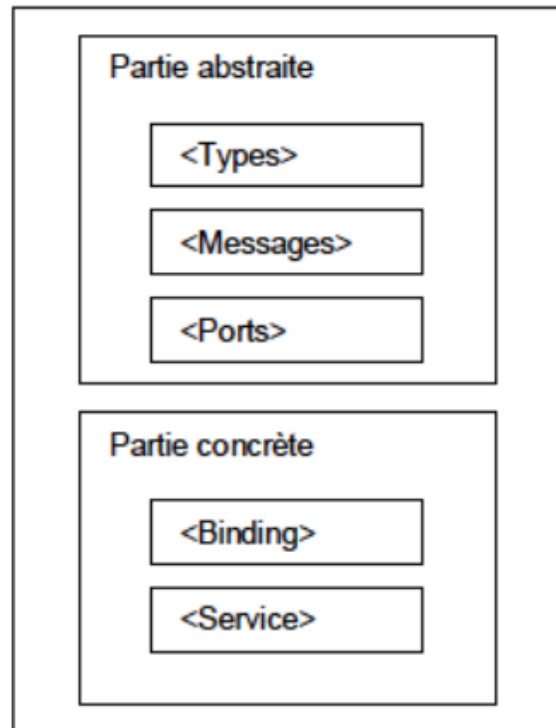 Partie abstraite
<Types>
<Messages>
<Ports>
Partie concrète
<Binding>
<Service>